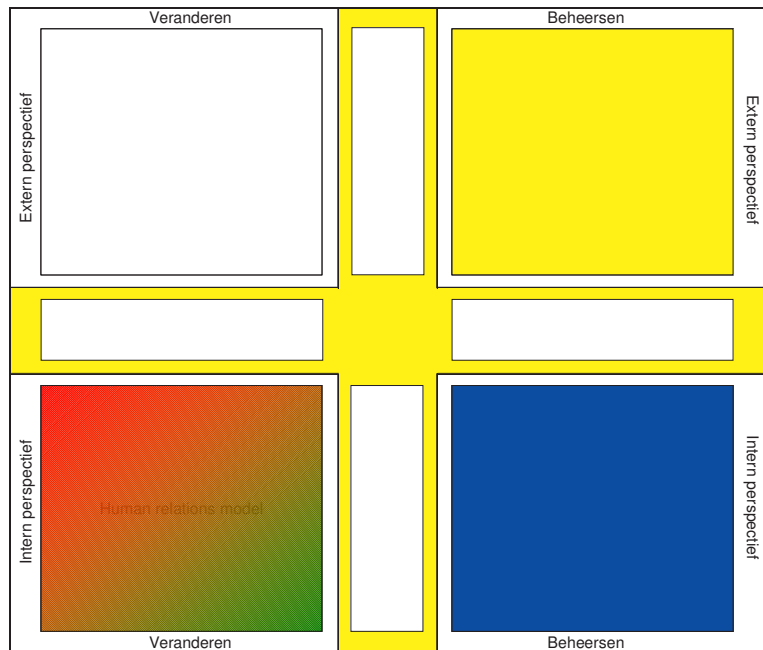 Veranderen
Beheersen
Extern perspectief
Extern perspectief
Human relations model
Intern perspectief
Intern perspectief
Veranderen
Beheersen